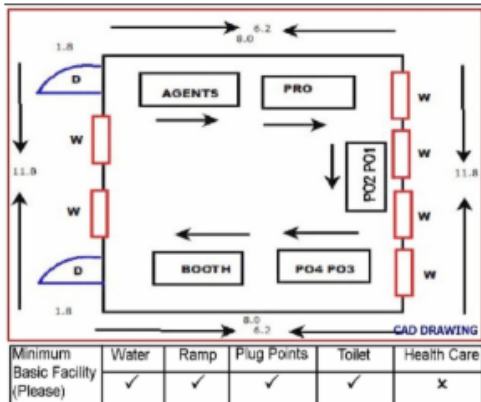 6.2
8.0
1.8
D
AGENTS
PRO
W
W
W
PO2 PO1
11.8
11.8
W
W
W
D
BOOTH
PO4 PO3
1.8
8.0
6.2
CAD DRAWING
Minimum Basic Facility (Please)
Water Ramp Plug Points Toilet Health Care
✓ ✓ ✓ ✓ x